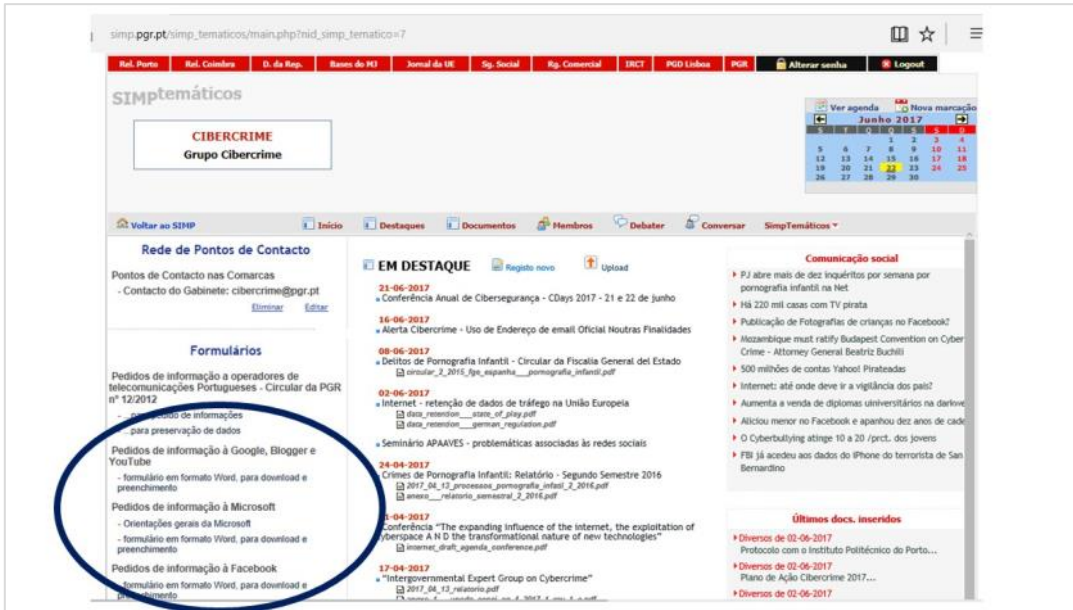 simp.pgr.pt/simp_tematicos/main.php?nid_simp_tematico=7
Rel. Porto Rel. Coimbra D. da Rep. Bases do MJ Jornal da UE Sg. Social Rg. Comercial IRCT PGD Lisboa PGR Alterar senha Logout
SIMPtemáticos
CIBERCRIME
Grupo Cibercrime
Ver agenda Nova marcação
Junho 2017
S T Q Q S S D
1 2 3 4
5 6 7 8 9 10 11
12 13 14 15 16 17 18
19 20 21 22 23 24 25
26 27 28 29 30
Voltar ao SIMP Início Destaques Documentos Membros Debater Conversar SimpTemáticos
Rede de Pontos de Contacto
Pontos de Contacto nas Comarcas
- Contacto do Gabinete: cibercrime@pgr.pt
Eliminar Editar
Formulários
Pedidos de informação a operadores de
telecomunicações Portugueses - Circular da PGR
nº 12/2012
de informações
para preservação de dados
Pedidos de informação à Google, Blogger e
YouTube
- formulário em formato Word, para download e
preenchimento
Pedidos de informação à Microsoft
- Orientações gerais da Microsoft
- formulário em formato Word, para download e
preenchimento
Pedidos de informação à Facebook
- formulário em formato Word, para download e
preenchimento
EM DESTAQUE Registo novo Upload
21-06-2017
Conferência Anual de Cibersegurança - CDays 2017 - 21 e 22 de junho
16-06-2017
Alerta Cibercrime - Uso de Endereço de email Oficial Noutras Finalidades
08-06-2017
Delitos de Pornografia Infantil - Circular da Fiscalia General del Estado
circular_2_2015_fge_espanha___pornografia_infantil.pdf
02-06-2017
Internet - retenção de dados de tráfego na União Europeia
data_retention___state_of_play.pdf
data_retention___german_regulation.pdf
Seminário APAAVES - problemáticas associadas às redes sociais
24-04-2017
Crimes de Pornografia Infantil: Relatório - Segundo Semestre 2016
2017_04_13_processos_pornografia_infatil_2_2016.pdf
anexo___relatorio_semestral_2_2016.pdf
1-04-2017
Conferência "The expanding influence of the internet, the exploitation of
yberspace A N D the transformational nature of new technologies"
internet_draft_agenda_conference.pdf
17-04-2017
"Intergovernmental Expert Group on Cybercrime"
2017_04_13_relatorio.pdf
Comunicação social
PJ abre mais de dez inquéritos por semana por
pornografia infantil na Net
Há 220 mil casas com TV pirata
Publicação de Fotografias de crianças no Facebook?
Mozambique must ratify Budapest Convention on Cyber
Crime - Attorney General Beatriz Buchili
500 milhões de contas Yahoo! Pirateadas
Internet: até onde deve ir a vigilância dos pais?
Aumenta a venda de diplomas uiniversitários na darkwe
Aliciou menor no Facebook e apanhou dez anos de cade
O Cyberbullying atinge 10 a 20 /prct. dos jovens
FBI já acedeu aos dados do iPhone do terrorista de San
Bernardino
Últimos docs. inseridos
Diversos de 02-06-2017
Protocolo com o Instituto Politécnico do Porto...
Diversos de 02-06-2017
Plano de Ação Cibercrime 2017...
Diversos de 02-06-2017